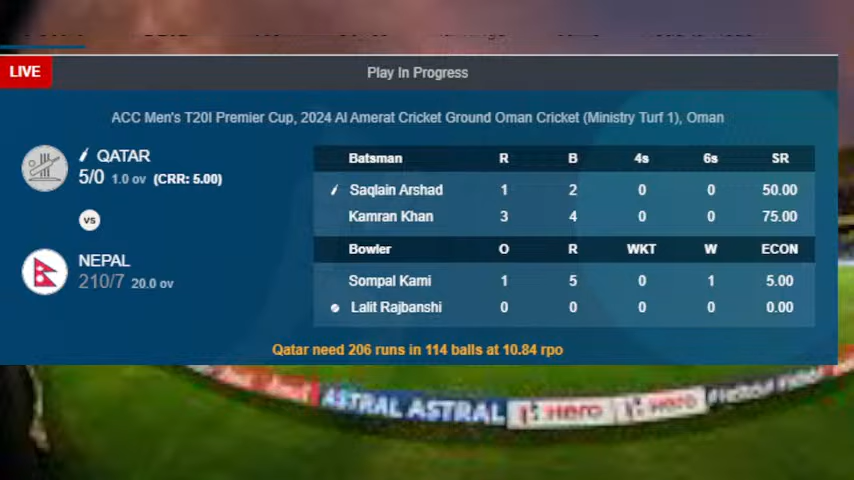 LIVE
Play In Progress
ACC Men's T20I Premier Cup, 2024 Al Amerat Cricket Ground Oman Cricket (Ministry Turf 1), Oman
QATAR
5/0 1.0 ov (CRR: 5.00)
vs
NEPAL
210/7 20.0 ov
Batsman R B 4s 6s SR
Saqlain Arshad 1 2 0 0 50.00
Kamran Khan 3 4 0 0 75.00
Bowler O R WKT W ECON
Sompal Kami 1 5 0 1 5.00
Lalit Rajbanshi 0 0 0 0 0.00
Qatar need 206 runs in 114 balls at 10.84 rpo
ASTRAL ASTRAL Hero Hero